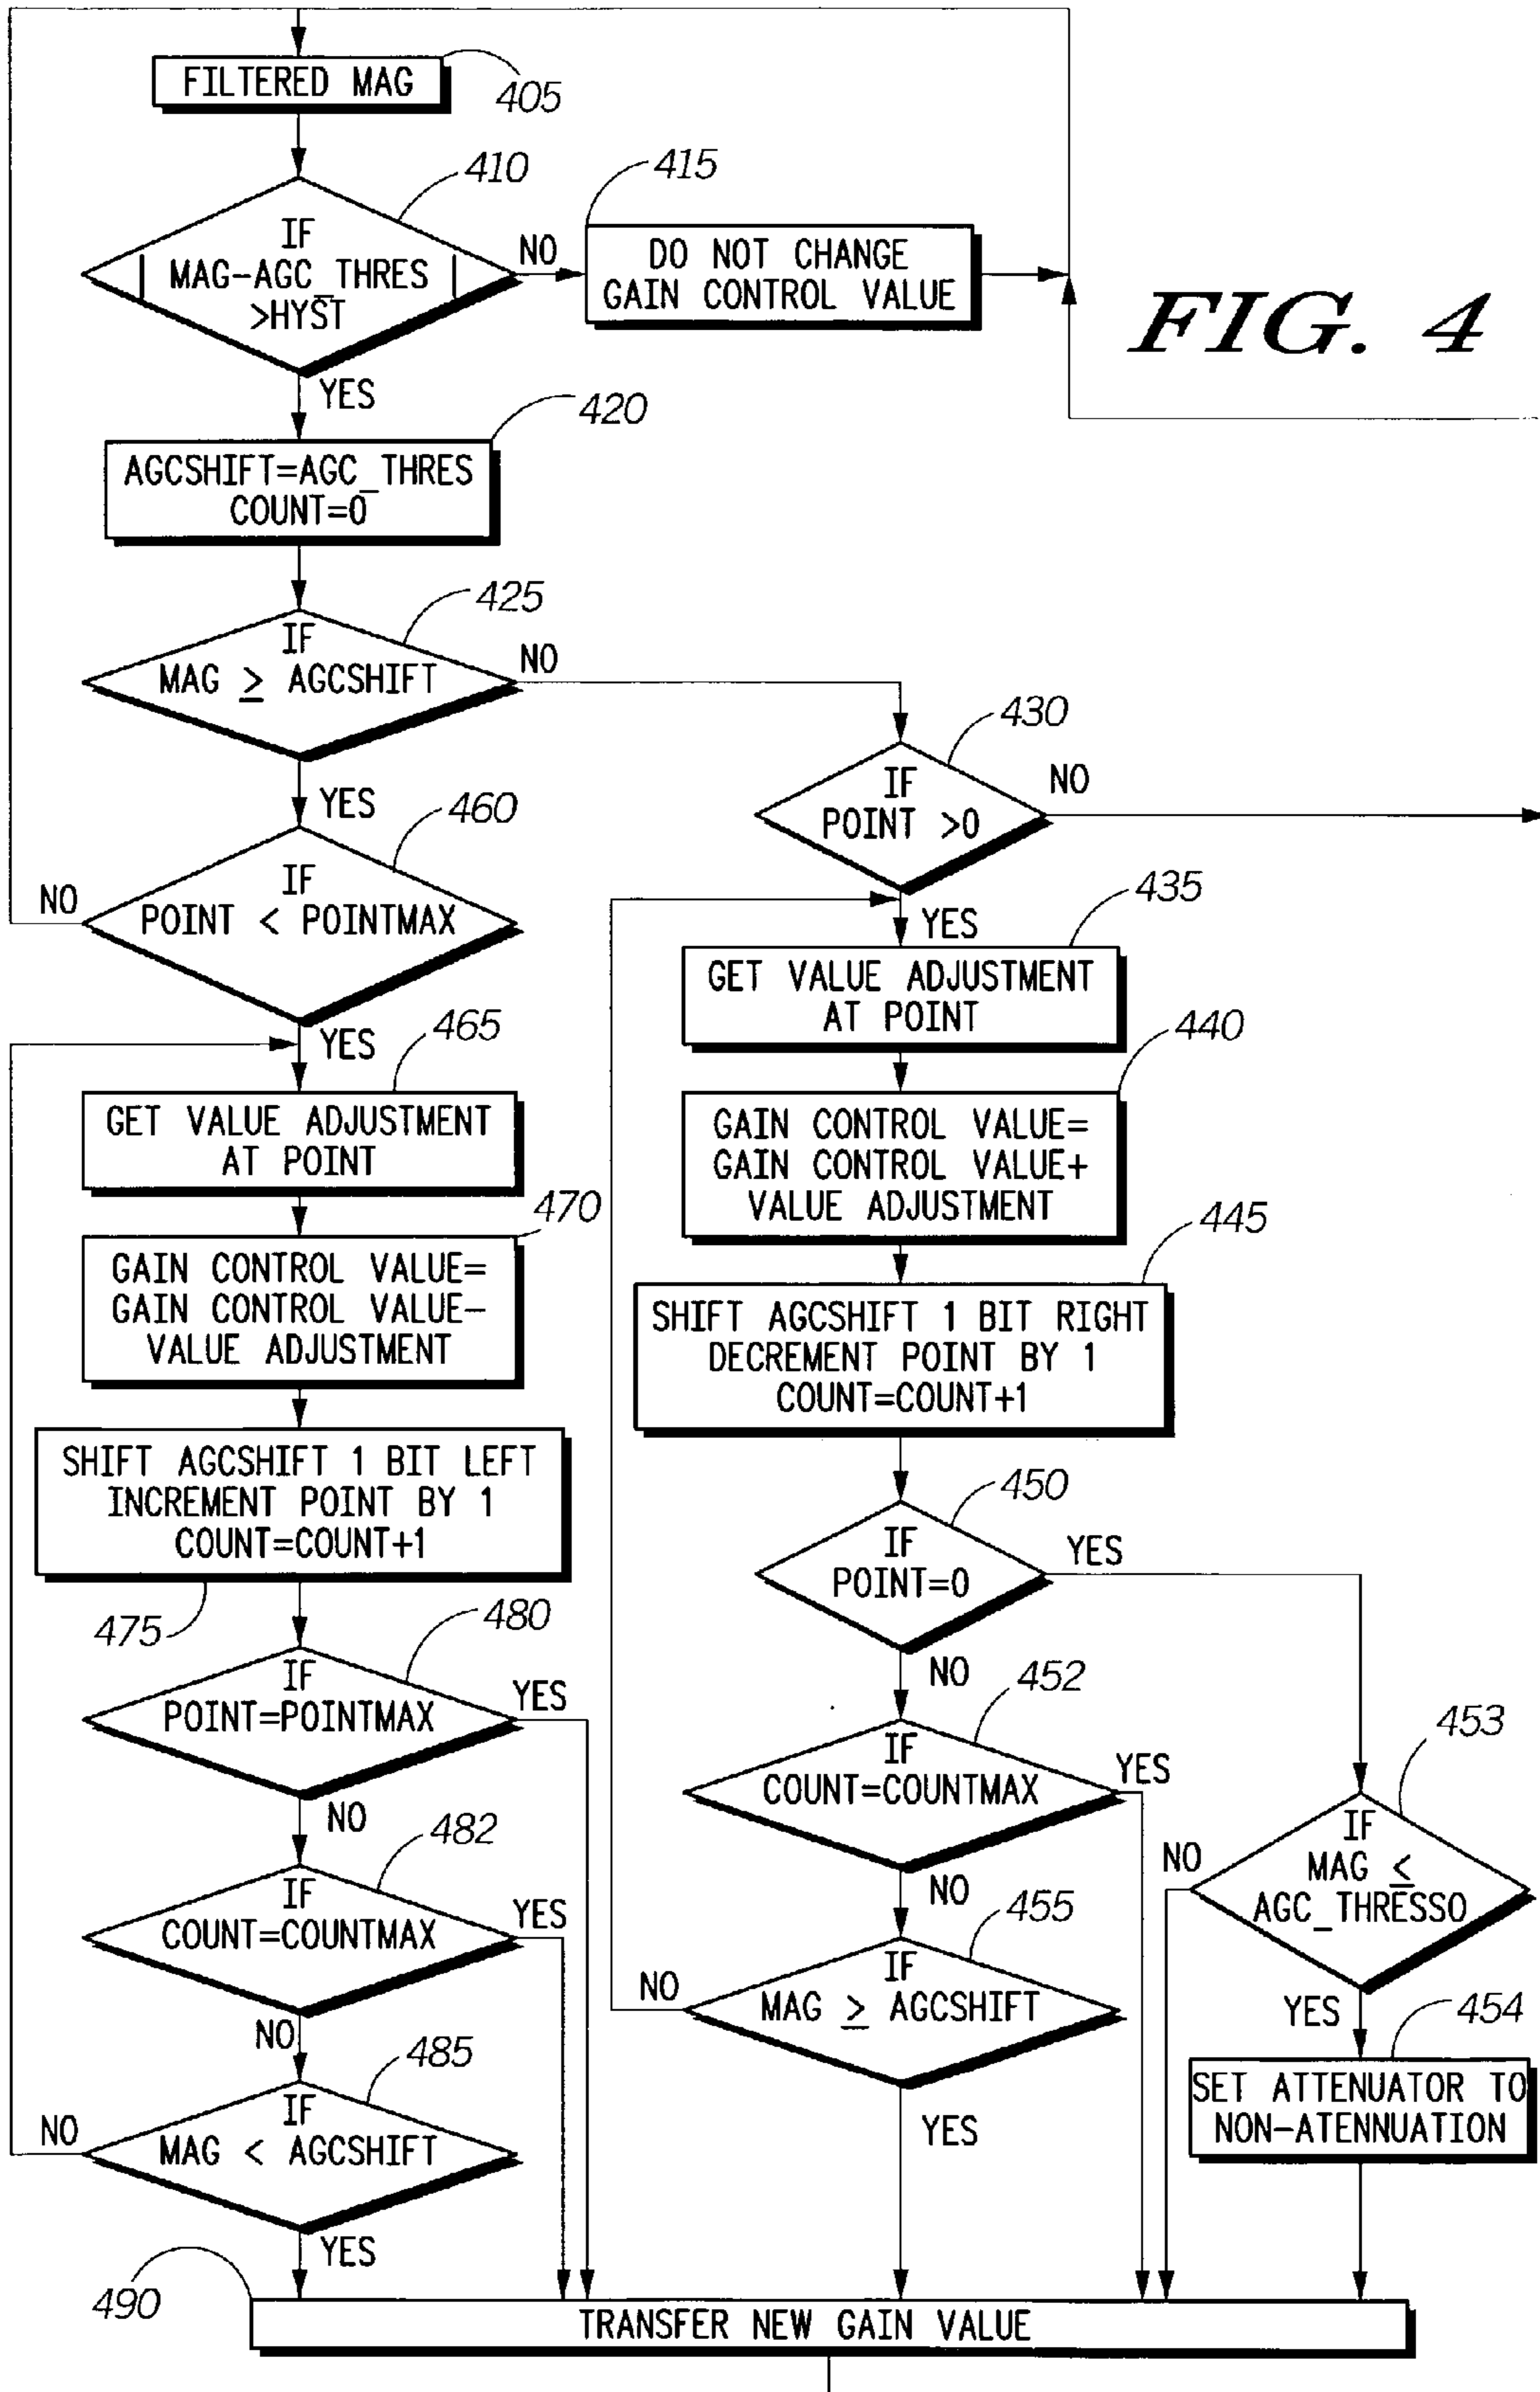 FILTERED MAG
405
410
415
IF
| MAG-AGC_THRES |
>HYST
NO
DO NOT CHANGE
GAIN CONTROL VALUE
FIG. 4
YES
420
AGCSHIFT=AGC_THRES
COUNT=0
425
IF
MAG ≥ AGCSHIFT
NO
YES
430
IF
POINT >0
NO
460
IF
POINT < POINTMAX
NO
YES
435
GET VALUE ADJUSTMENT
AT POINT
YES
465
GET VALUE ADJUSTMENT
AT POINT
440
GAIN CONTROL VALUE=
GAIN CONTROL VALUE+
VALUE ADJUSTMENT
470
GAIN CONTROL VALUE=
GAIN CONTROL VALUE-
VALUE ADJUSTMENT
445
SHIFT AGCSHIFT 1 BIT RIGHT
DECREMENT POINT BY 1
COUNT=COUNT+1
SHIFT AGCSHIFT 1 BIT LEFT
INCREMENT POINT BY 1
COUNT=COUNT+1
475
450
IF
POINT=0
YES
NO
480
IF
POINT=POINTMAX
YES
NO
452
IF
COUNT=COUNTMAX
YES
NO
453
IF
MAG ≤
AGC_THRESSO
NO
YES
482
IF
COUNT=COUNTMAX
YES
NO
455
IF
MAG ≥ AGCSHIFT
NO
YES
454
SET ATTENUATOR TO
NON-ATENNUATION
485
IF
MAG < AGCSHIFT
NO
YES
490
TRANSFER NEW GAIN VALUE